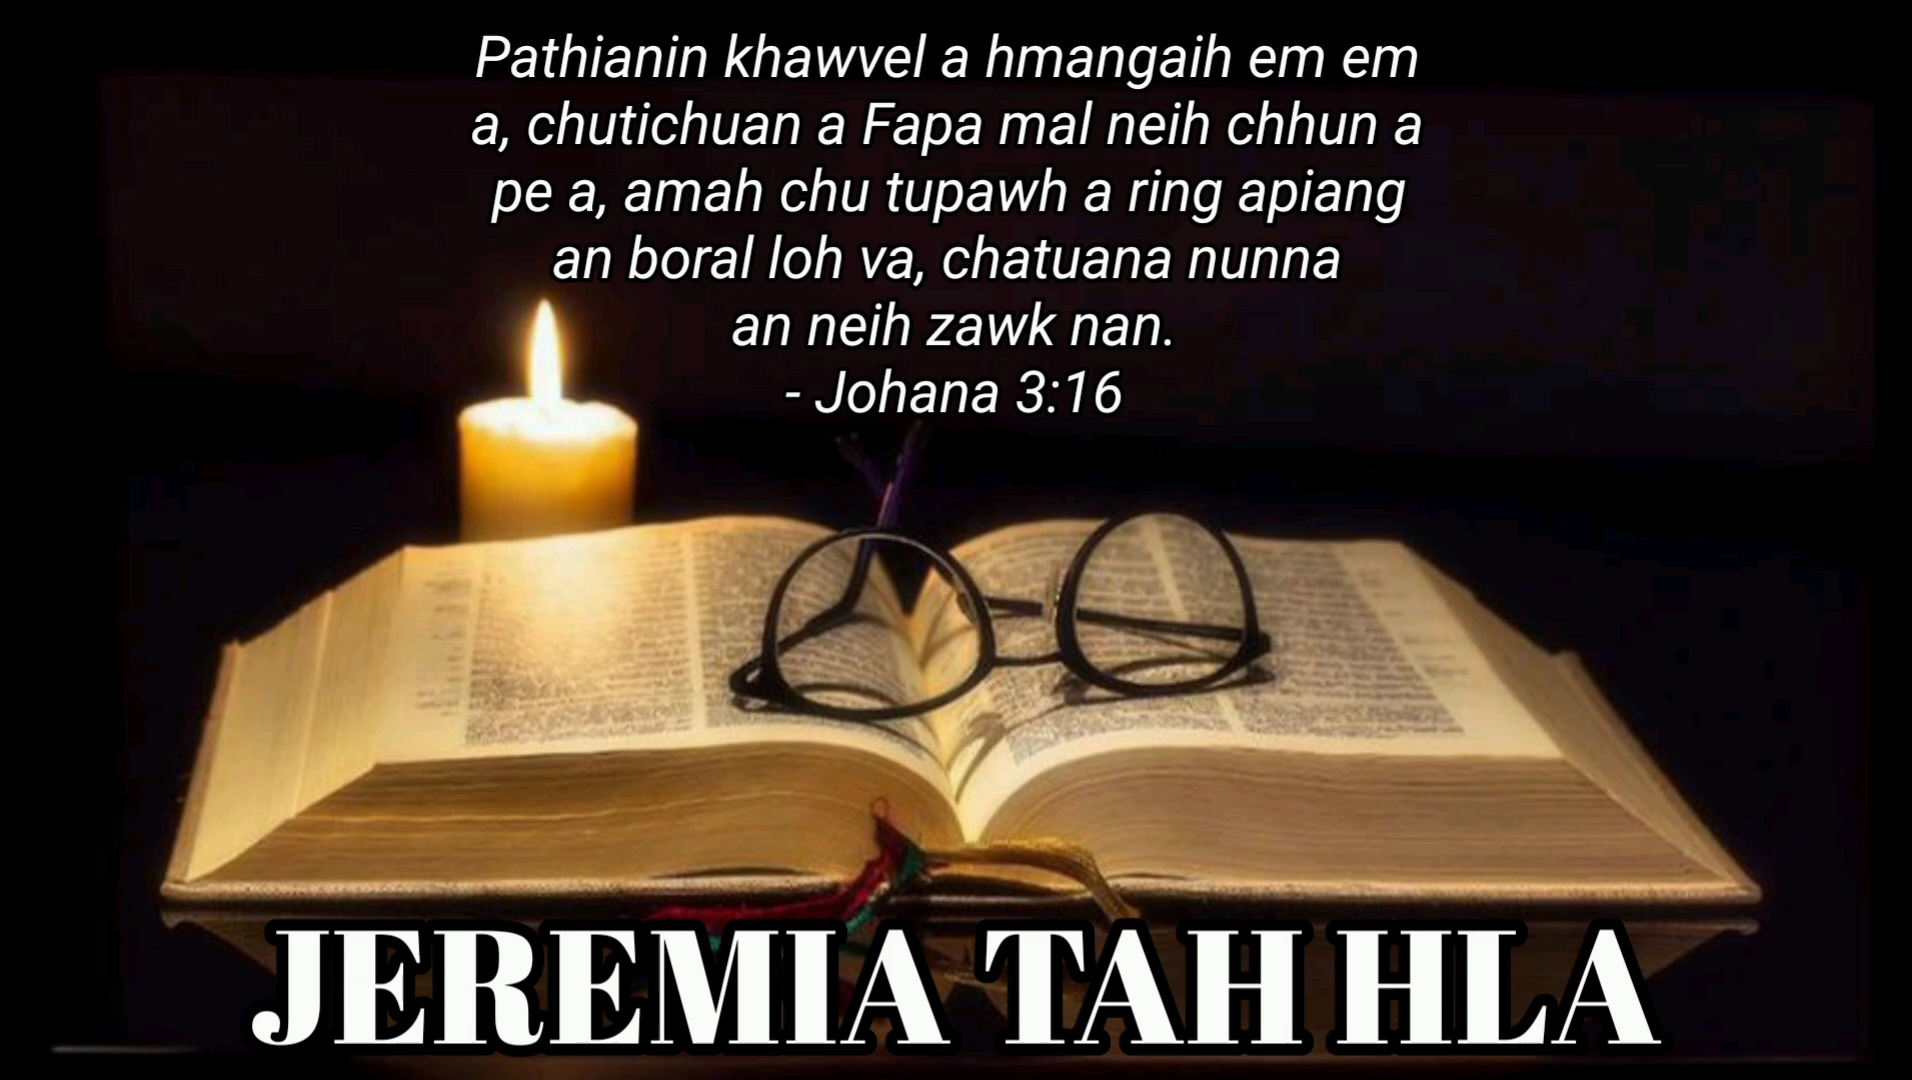 Pathianin khawvel a hmangaih em em
a, chutichuan a Fapa mal neih chhun a
pe a, amah chu tupawh a ring apiang
an boral loh va, chatuana nunna
an neih zawk nan.
- Johana 3:16
JEREMIA TAH HLA